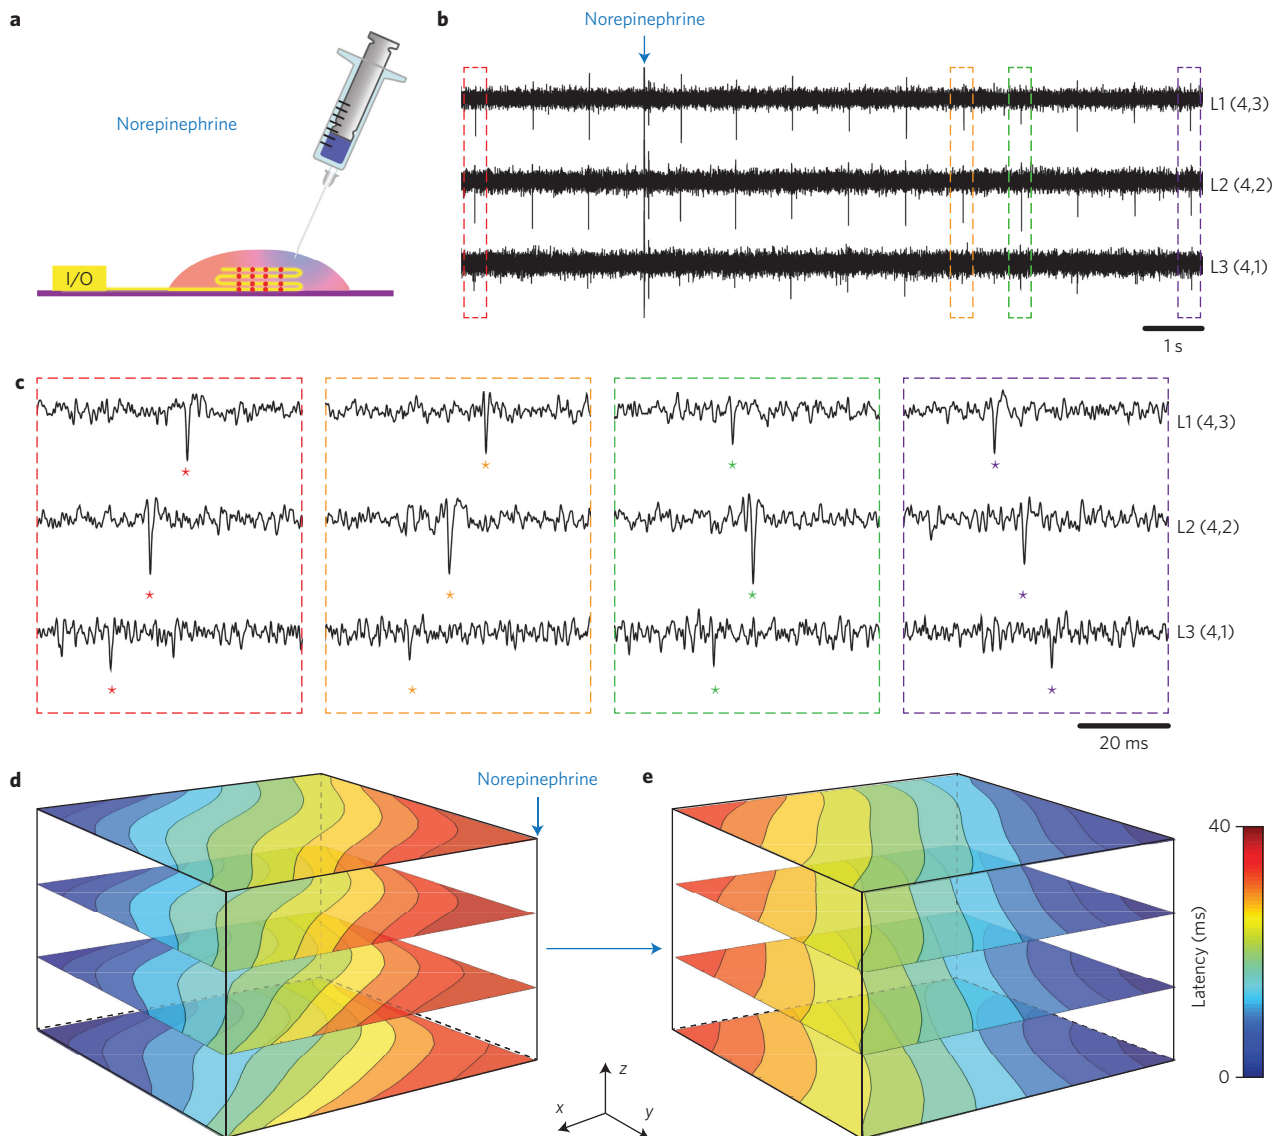 a
Norepinephrine
I/O
b
Norepinephrine
L1 (4,3)
L2 (4,2)
L3 (4,1)
1 s
c
L1 (4,3)
L2 (4,2)
L3 (4,1)
20 ms
d
Norepinephrine
e
40
Latency (ms)
0
z
x
y